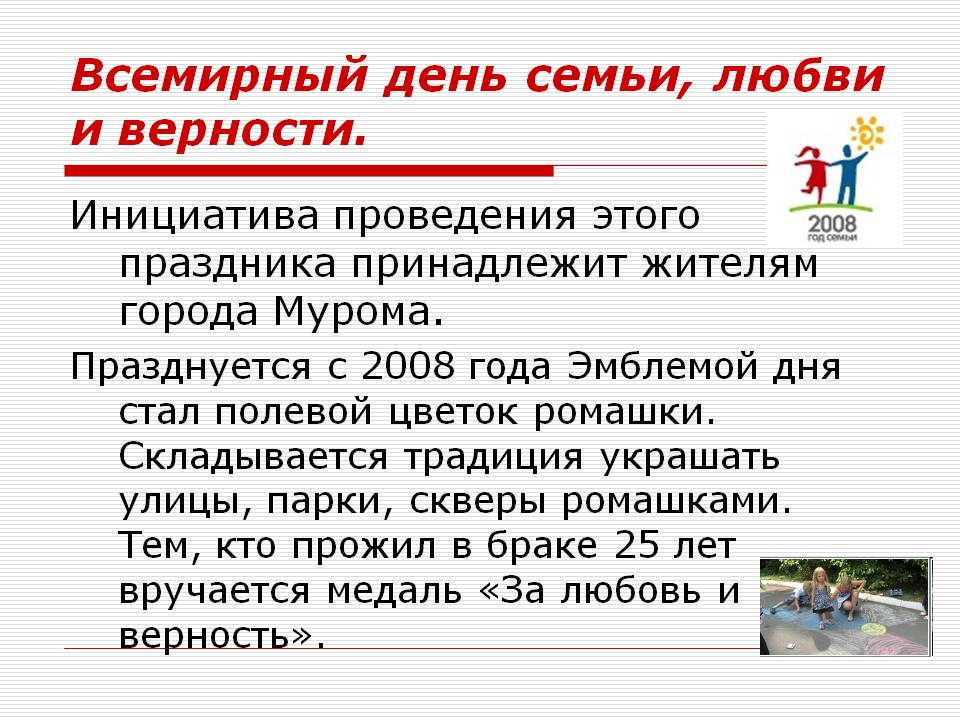 Всемирный день семьи, любви
и верности.
2008
год семьи
Инициатива проведения этого
праздника принадлежит жителям
города Мурома.
Празднуется с 2008 года Эмблемой дня
стал полевой цветок ромашки.
Складывается традиция украшать
улицы, парки, скверы ромашками.
Тем, кто прожил в браке 25 лет
вручается медаль «За любовь и
верность».